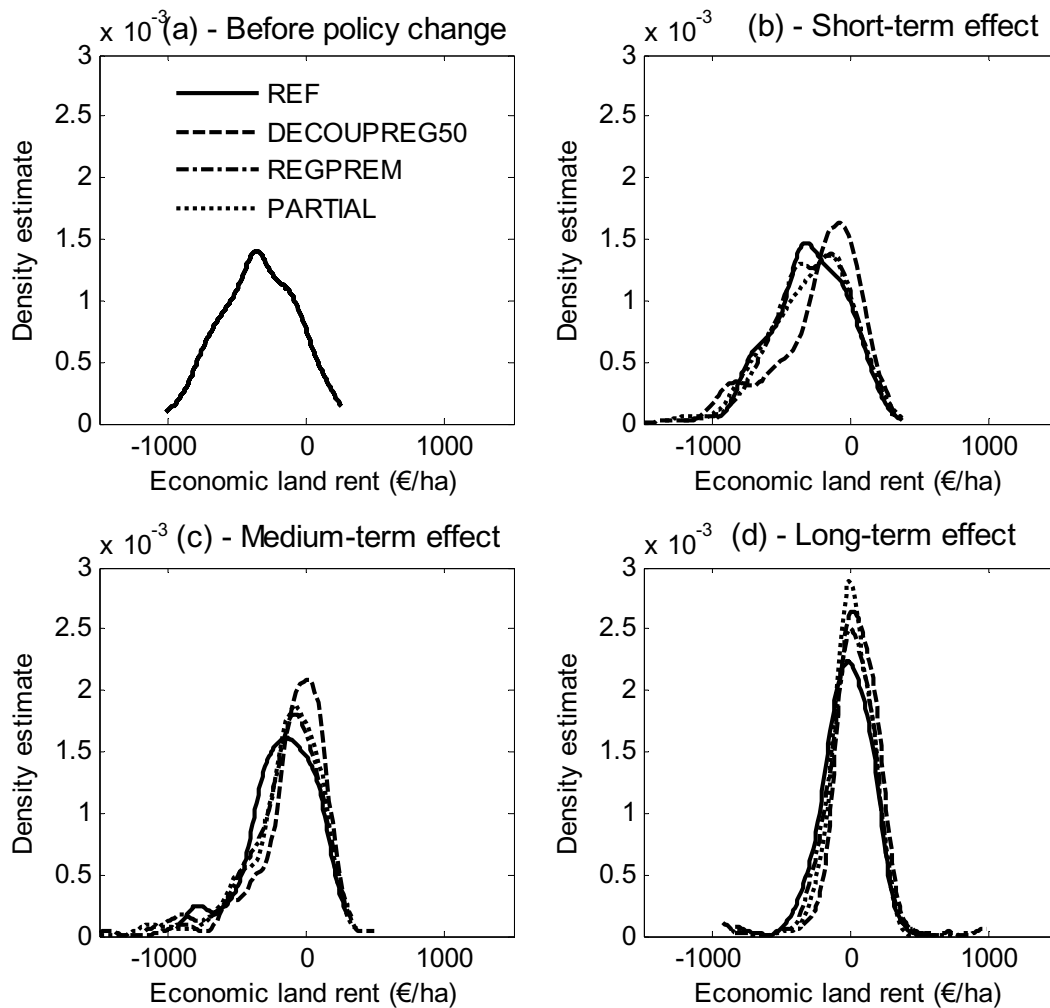 x 10-3
(a) - Before policy change
3
2.5
2
1.5
1
0.5
0
Density estimate
REF
DECOUPREG50
REGPREM
PARTIAL
-1000 0 1000
Economic land rent (€/ha)
x 10-3
(b) - Short-term effect
3
2.5
2
1.5
1
0.5
0
Density estimate
-1000 0 1000
Economic land rent (€/ha)
x 10-3
(c) - Medium-term effect
3
2.5
2
1.5
1
0.5
0
Density estimate
-1000 0 1000
Economic land rent (€/ha)
x 10-3
(d) - Long-term effect
3
2.5
2
1.5
1
0.5
0
Density estimate
-1000 0 1000
Economic land rent (€/ha)